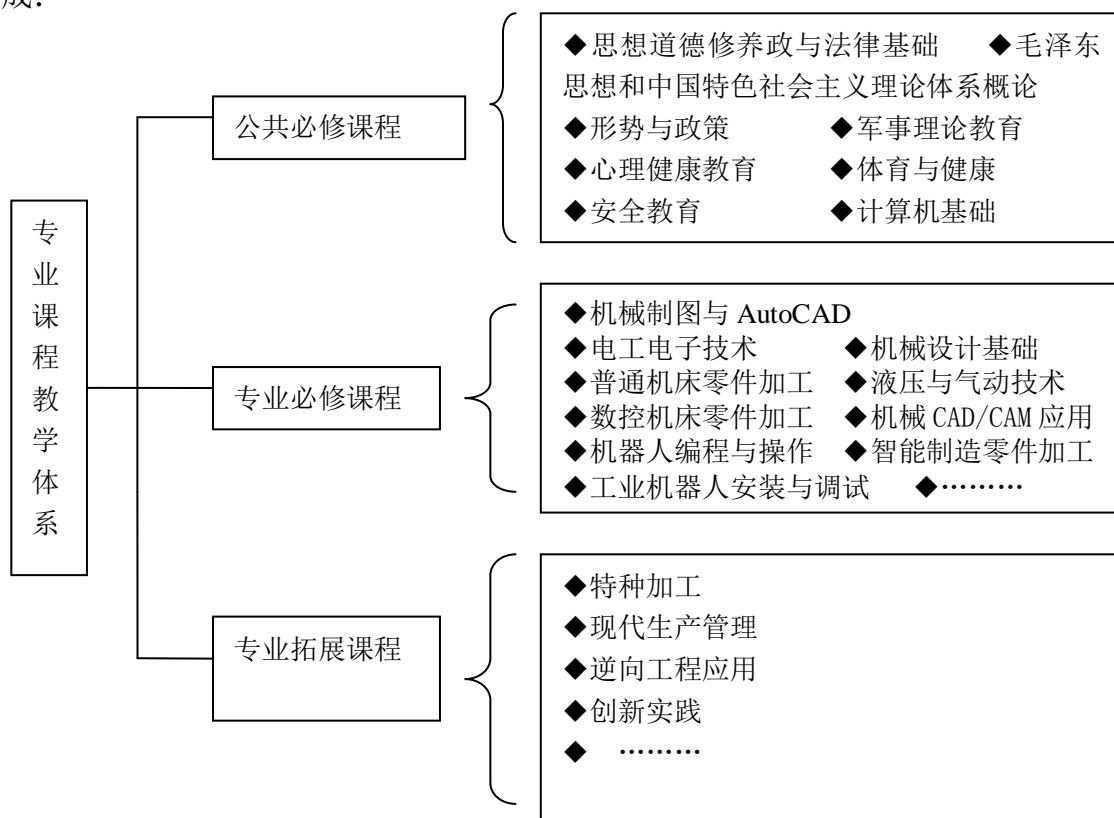 成：
专业课程教学体系
公共必修课程
◆思想道德修养政与法律基础 ◆毛泽东
思想和中国特色社会主义理论体系概论
◆形势与政策 ◆军事理论教育
◆心理健康教育 ◆体育与健康
◆安全教育 ◆计算机基础
专业必修课程
◆机械制图与 AutoCAD
◆电工电子技术 ◆机械设计基础
◆普通机床零件加工 ◆液压与气动技术
◆数控机床零件加工 ◆机械 CAD/CAM 应用
◆机器人编程与操作 ◆智能制造零件加工
◆工业机器人安装与调试 ◆………
专业拓展课程
◆特种加工
◆现代生产管理
◆逆向工程应用
◆创新实践
◆ ………